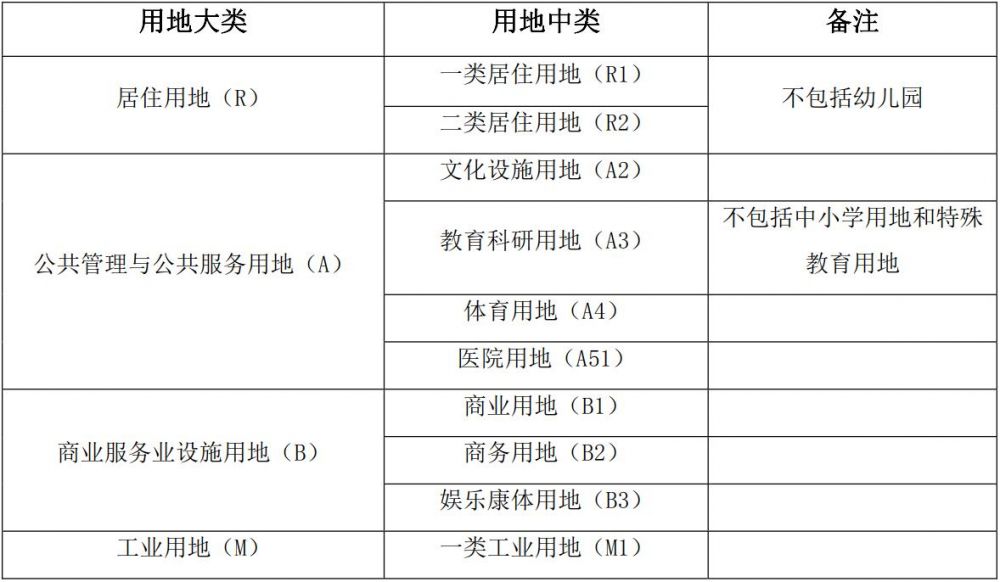 用地大类 用地中类 备注
居住用地（R） 一类居住用地（R1） 不包括幼儿园
二类居住用地（R2）
公共管理与公共服务用地（A） 文化设施用地（A2）
教育科研用地（A3） 不包括中小学用地和特殊
教育用地
体育用地（A4）
医院用地（A51）
商业服务业设施用地（B） 商业用地（B1）
商务用地（B2）
娱乐康体用地（B3）
工业用地（M） 一类工业用地（M1）